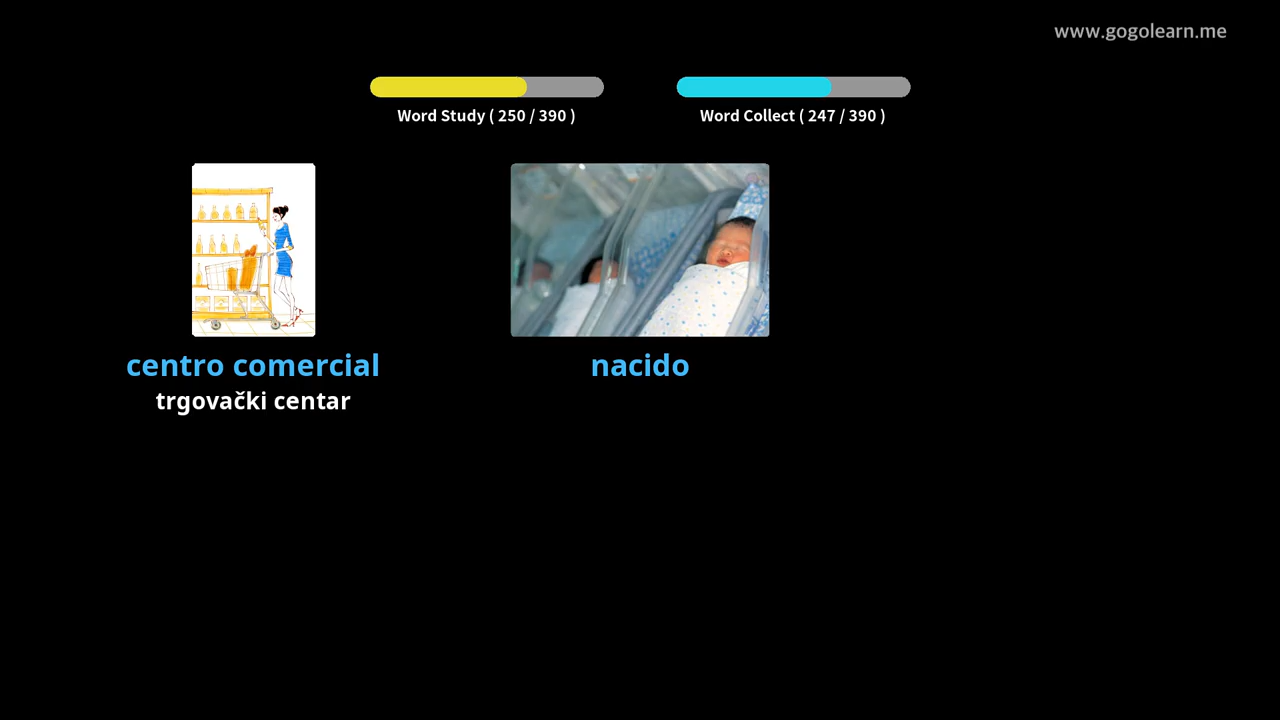 www.gogolearn.me
Word Study ( 250 / 390 )
Word Collect ( 247 / 390 )
centro comercial
trgovački centar
nacido